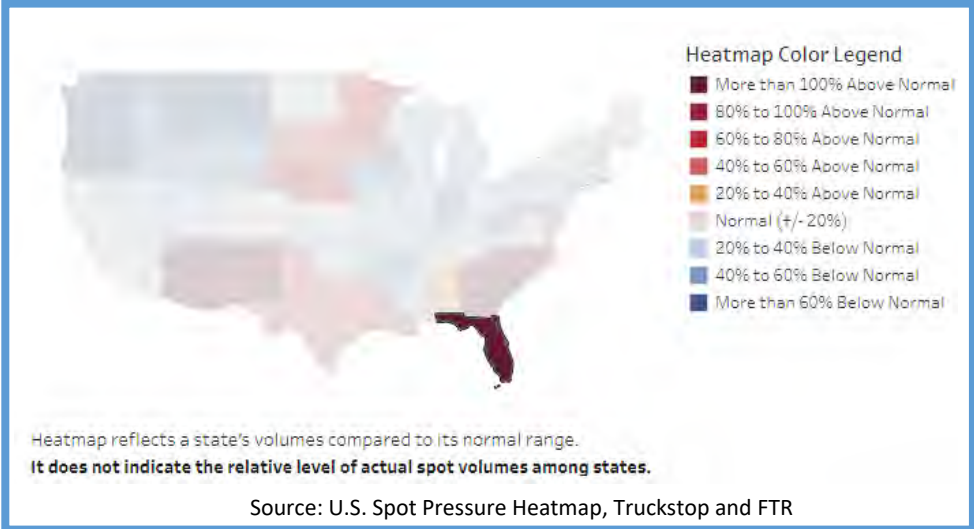 Heatmap Color Legend
More than 100% Above Normal
80% to 100% Above Normal
60% to 80% Above Normal
40% to 60% Above Normal
20% to 40% Above Normal
Normal (+/- 20%)
20% to 40% Below Normal
40% to 60% Below Normal
More than 60% Below Normal
Heatmap reflects a state's volumes compared to its normal range.
It does not indicate the relative level of actual spot volumes among states.
Source: U.S. Spot Pressure Heatmap, Truckstop and FTR